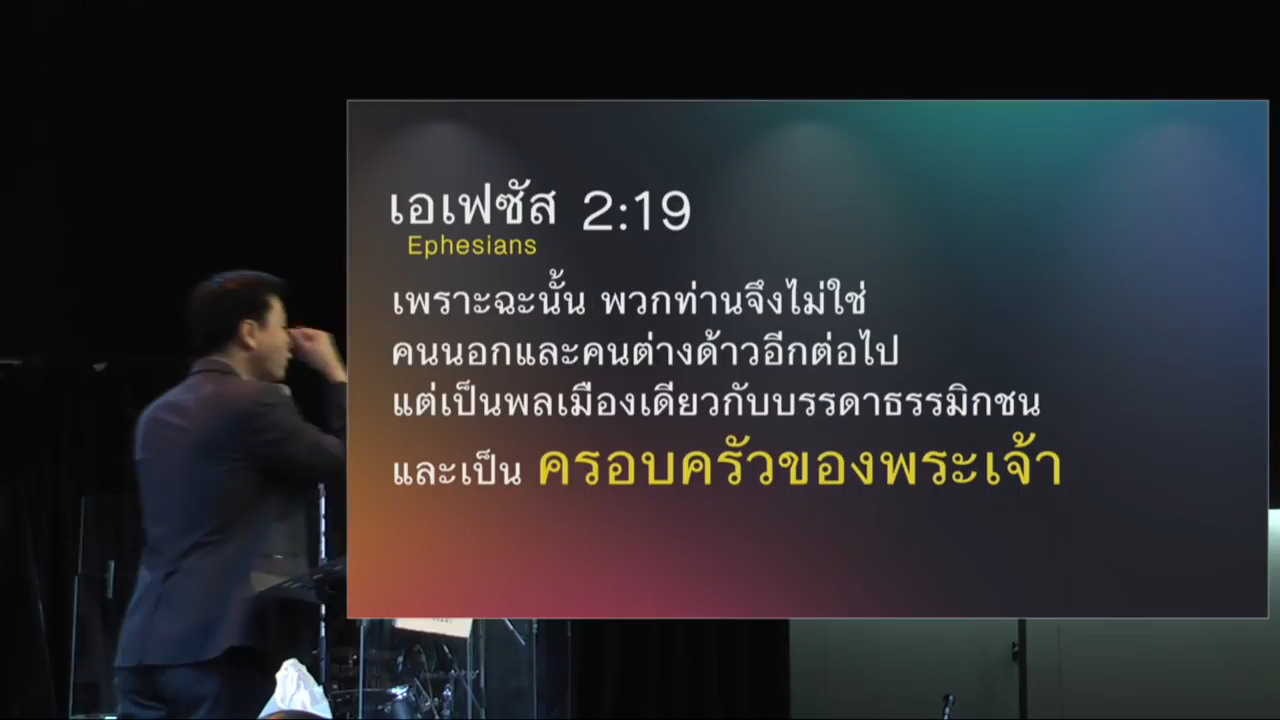 เอเฟซัส 2:19
Ephesians
เพราะฉะนั้น พวกท่านจึงไม่ใช่
คนนอกและคนต่างด้าวอีกต่อไป
แต่เป็นพลเมืองเดียวกับบรรดาธรรมิกชน
และเป็น ครอบครัวของพระเจ้า